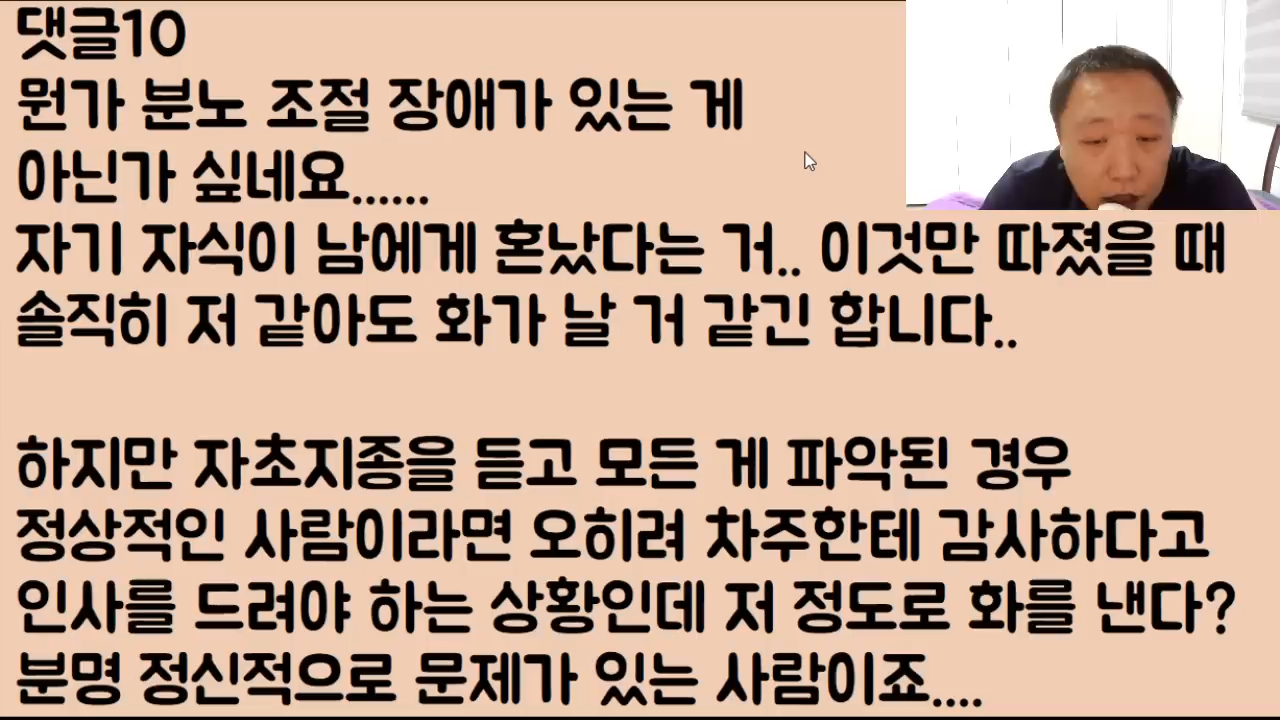 댓글10
뭔가 분노 조절 장애가 있는 게
아닌가 싶네요......
자기 자식이 남에게 혼났다는 거.. 이것만 따졌을 때
솔직히 저 같아도 화가 날 거 같긴 합니다..
하지만 자초지종을 듣고 모든 게 파악된 경우
정상적인 사람이라면 오히려 차주한테 감사하다고
인사를 드려야 하는 상황인데 저 정도로 화를 낸다?
분명 정신적으로 문제가 있는 사람이죠....